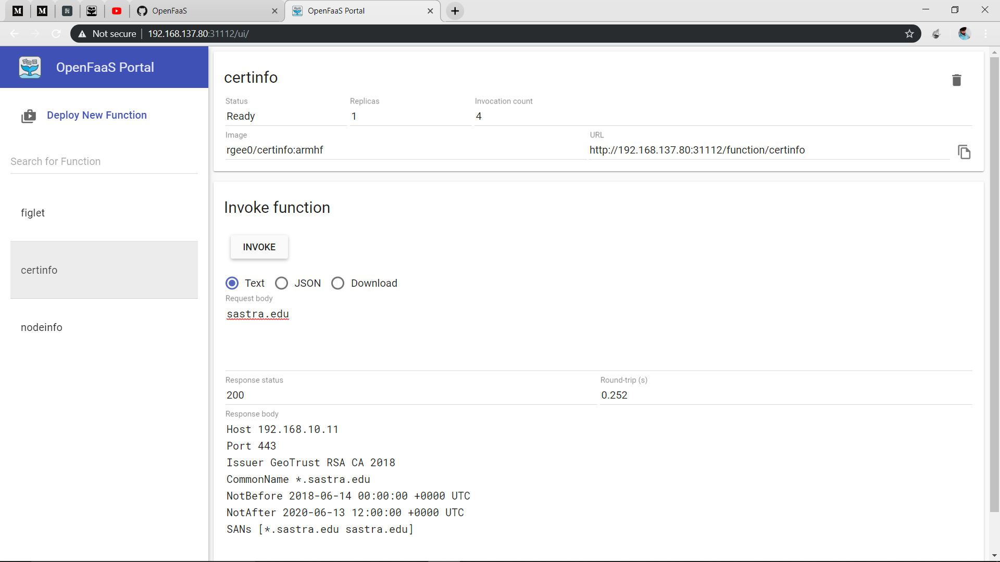 OpenFaaS
OpenFaaS Portal
Not secure
192.168.137.80:31112/ui/
OpenFaaS Portal
Deploy New Function
Search for Function
figlet
certinfo
nodeinfo
certinfo
Status Replicas Invocation count
Ready 1 4
Image URL
rgee0/certinfo:armhf http://192.168.137.80:31112/function/certinfo
Invoke function
INVOKE
Text JSON Download
Request body
sastra.edu
Response status Round-trip (s)
200 0.252
Response body
Host 192.168.10.11
Port 443
Issuer GeoTrust RSA CA 2018
CommonName *.sastra.edu
NotBefore 2018-06-14 00:00:00 +0000 UTC
NotAfter 2020-06-13 12:00:00 +0000 UTC
SANs [*.sastra.edu sastra.edu]